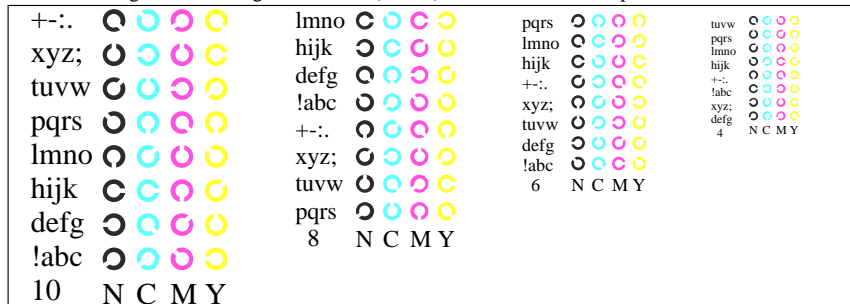 +-:.
xyz;
tuvw
pqrs
lmno
hijk
defg
!abc
10 N C M Y
lmno
hijk
defg
!abc
+-:.
xyz;
tuvw
pqrs
8 N C M Y
pqrs
lmno
hijk
+-:.
xyz;
tuvw
defg
!abc
6 N C M Y
tuvw
pqrs
lmno
hijk
+-:.
!abc
xyz;
defg
4 N C M Y